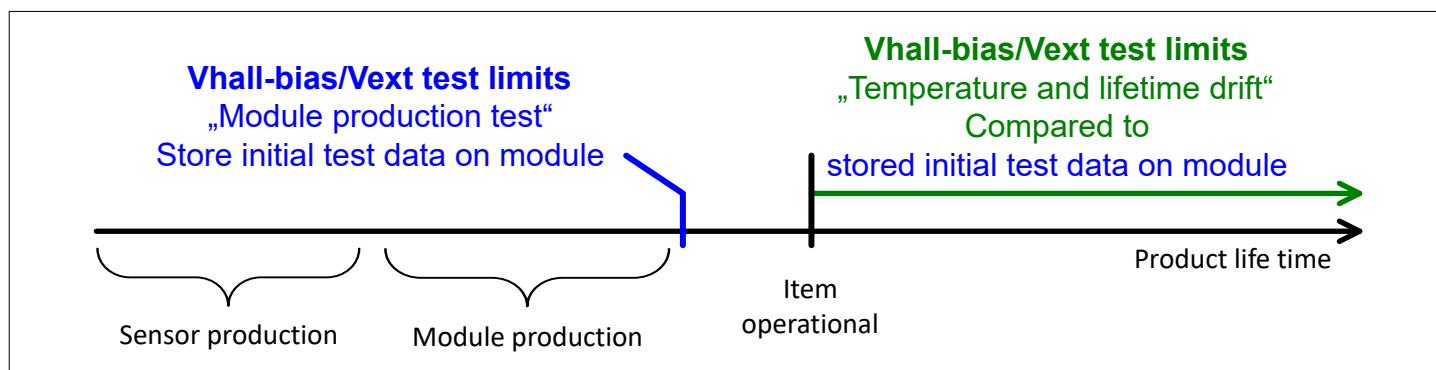 Vhall-bias/Vext test limits
„Module production test“
Store initial test data on module
Vhall-bias/Vext test limits
„Temperature and lifetime drift“
Compared to
stored initial test data on module
Product life time
Sensor production
Module production
Item
operational